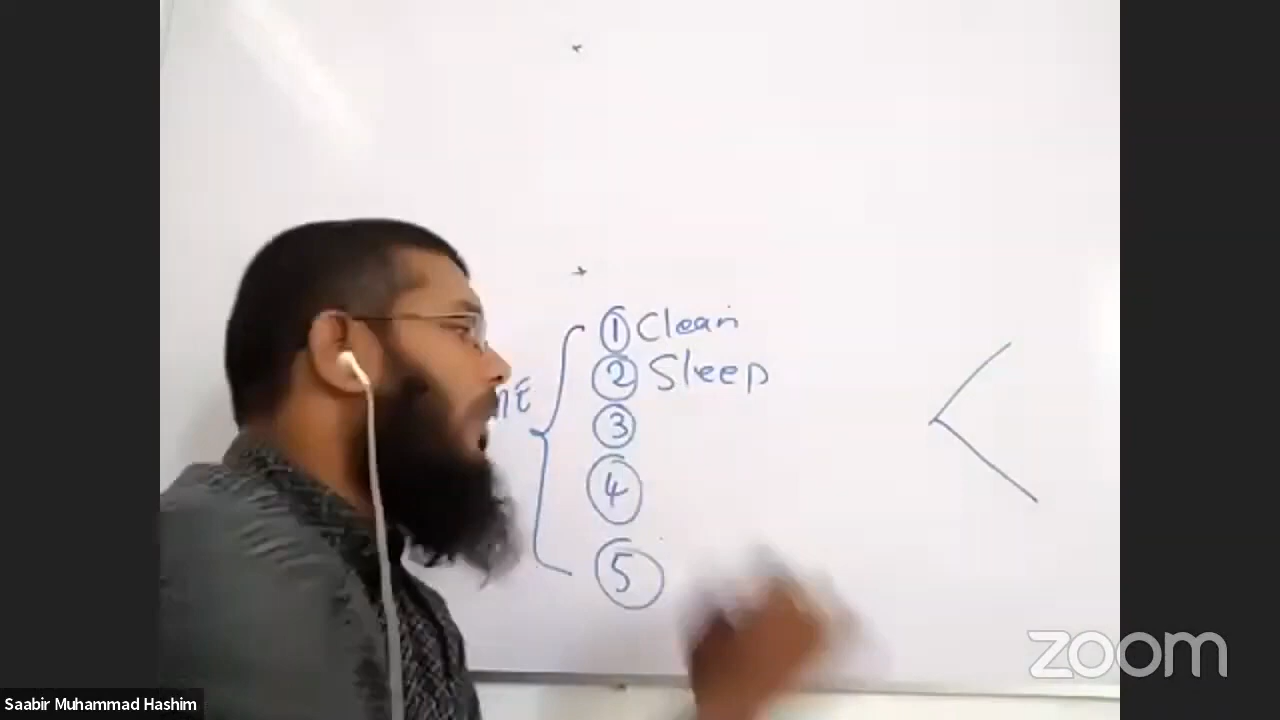 ① Clean
② Sleep
③
④
⑤
zoom
Saabir Muhammad Hashim